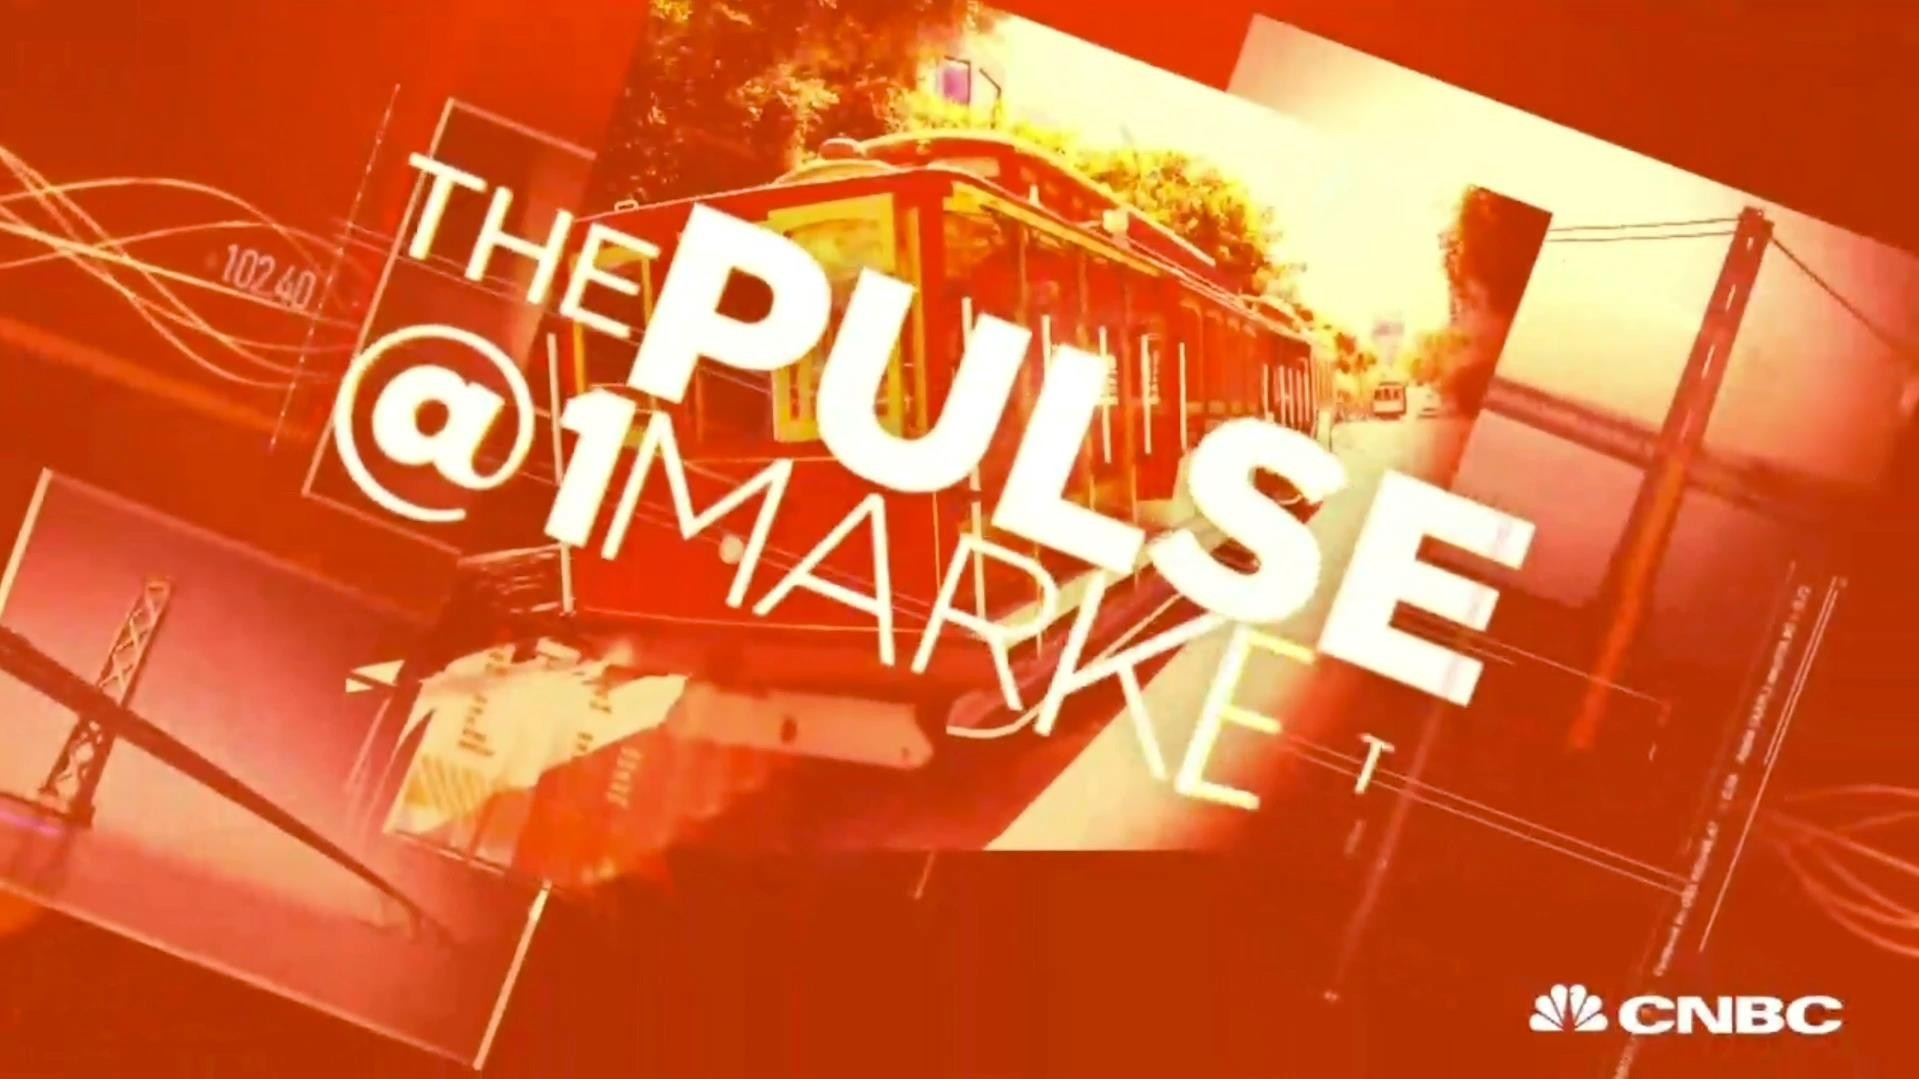 THE PULSE
@1MARKET
102.40
CNBC